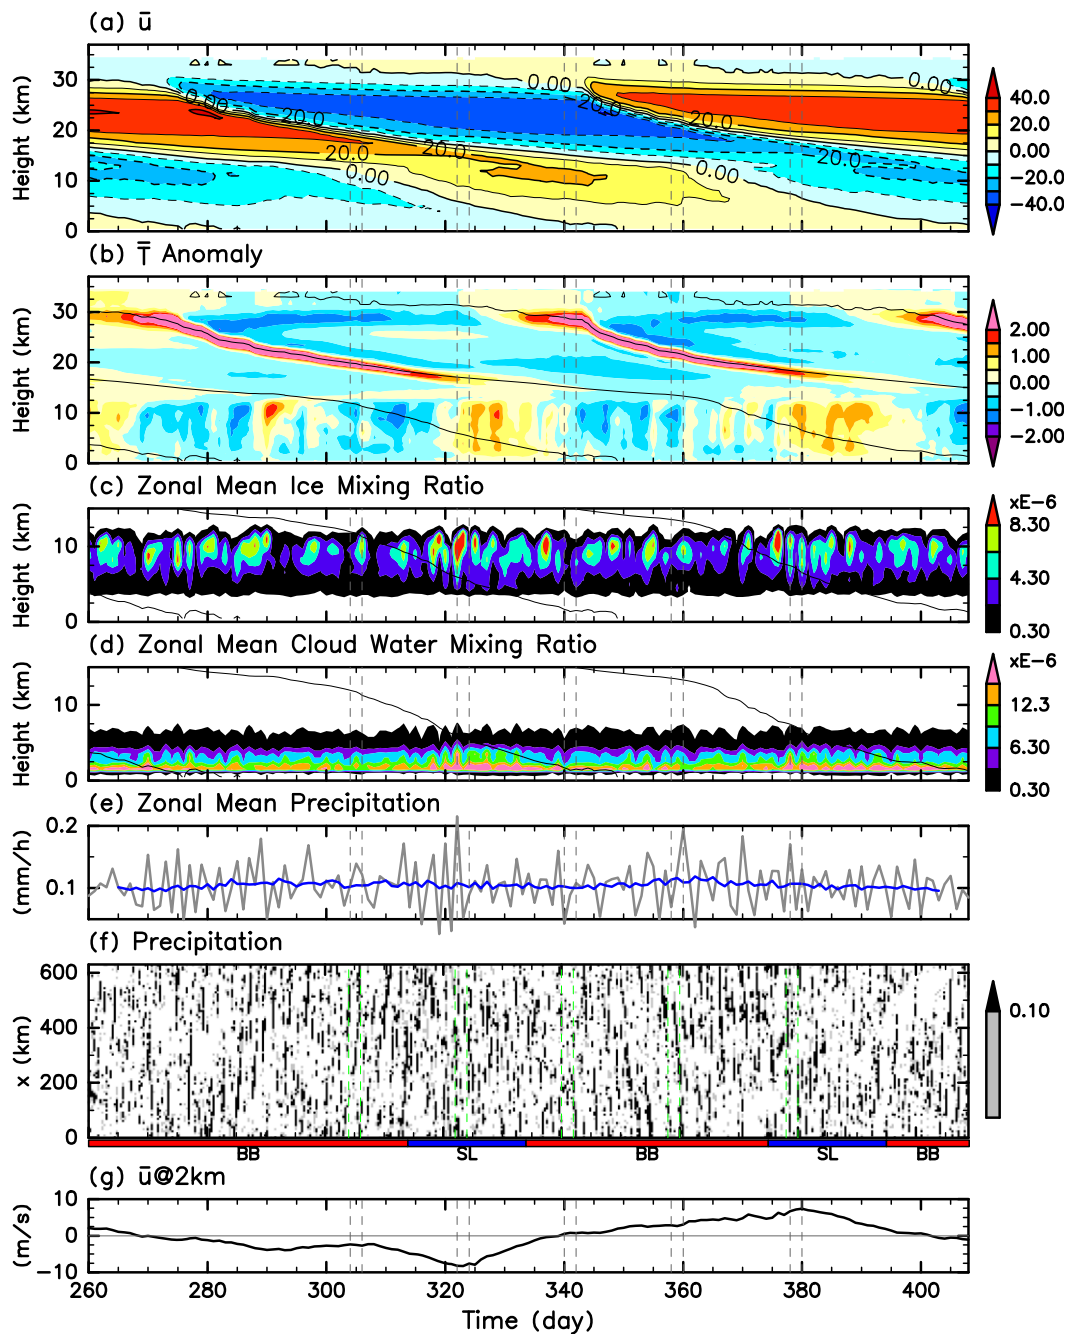 (a) ū
Height (km)
30
20
10
0
0.00
0.00
0.00
20.0
20.0
20.0
20.0
20.0
0.00
0.00
20.0
40.0
20.0
0.00
−20.0
−40.0
(b) T̅ Anomaly
Height (km)
30
20
10
0
2.00
1.00
0.00
−1.00
−2.00
(c) Zonal Mean Ice Mixing Ratio
Height (km)
10
0
xE−6
8.30
4.30
0.30
(d) Zonal Mean Cloud Water Mixing Ratio
Height (km)
10
0
xE−6
12.3
6.30
0.30
(e) Zonal Mean Precipitation
(mm/h)
0.2
0.1
(f) Precipitation
x (km)
600
400
200
0
0.10
BB SL BB SL BB
(g) ū@2km
(m/s)
10
0
−10
260 280 300 320 340 360 380 400
Time (day)